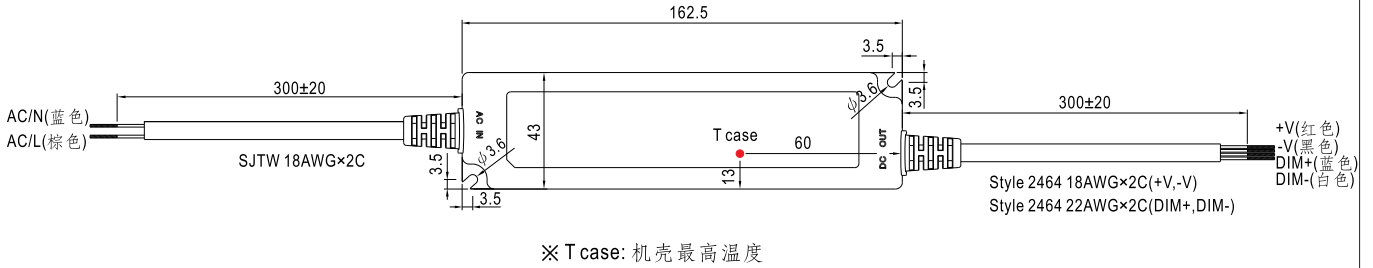 162.5
3.5
300±20
3.5
φ3.6
300±20
AC/N(蓝色)
AC/L(棕色)
AC IN
43
T case
60
DC OUT
+V(红色)
-V(黑色)
DIM+(蓝色)
DIM-(白色)
SJTW 18AWG×2C
3.5
φ3.6
13
3.5
Style 2464 18AWG×2C(+V,-V)
Style 2464 22AWG×2C(DIM+,DIM-)
※ T case: 机壳最高温度